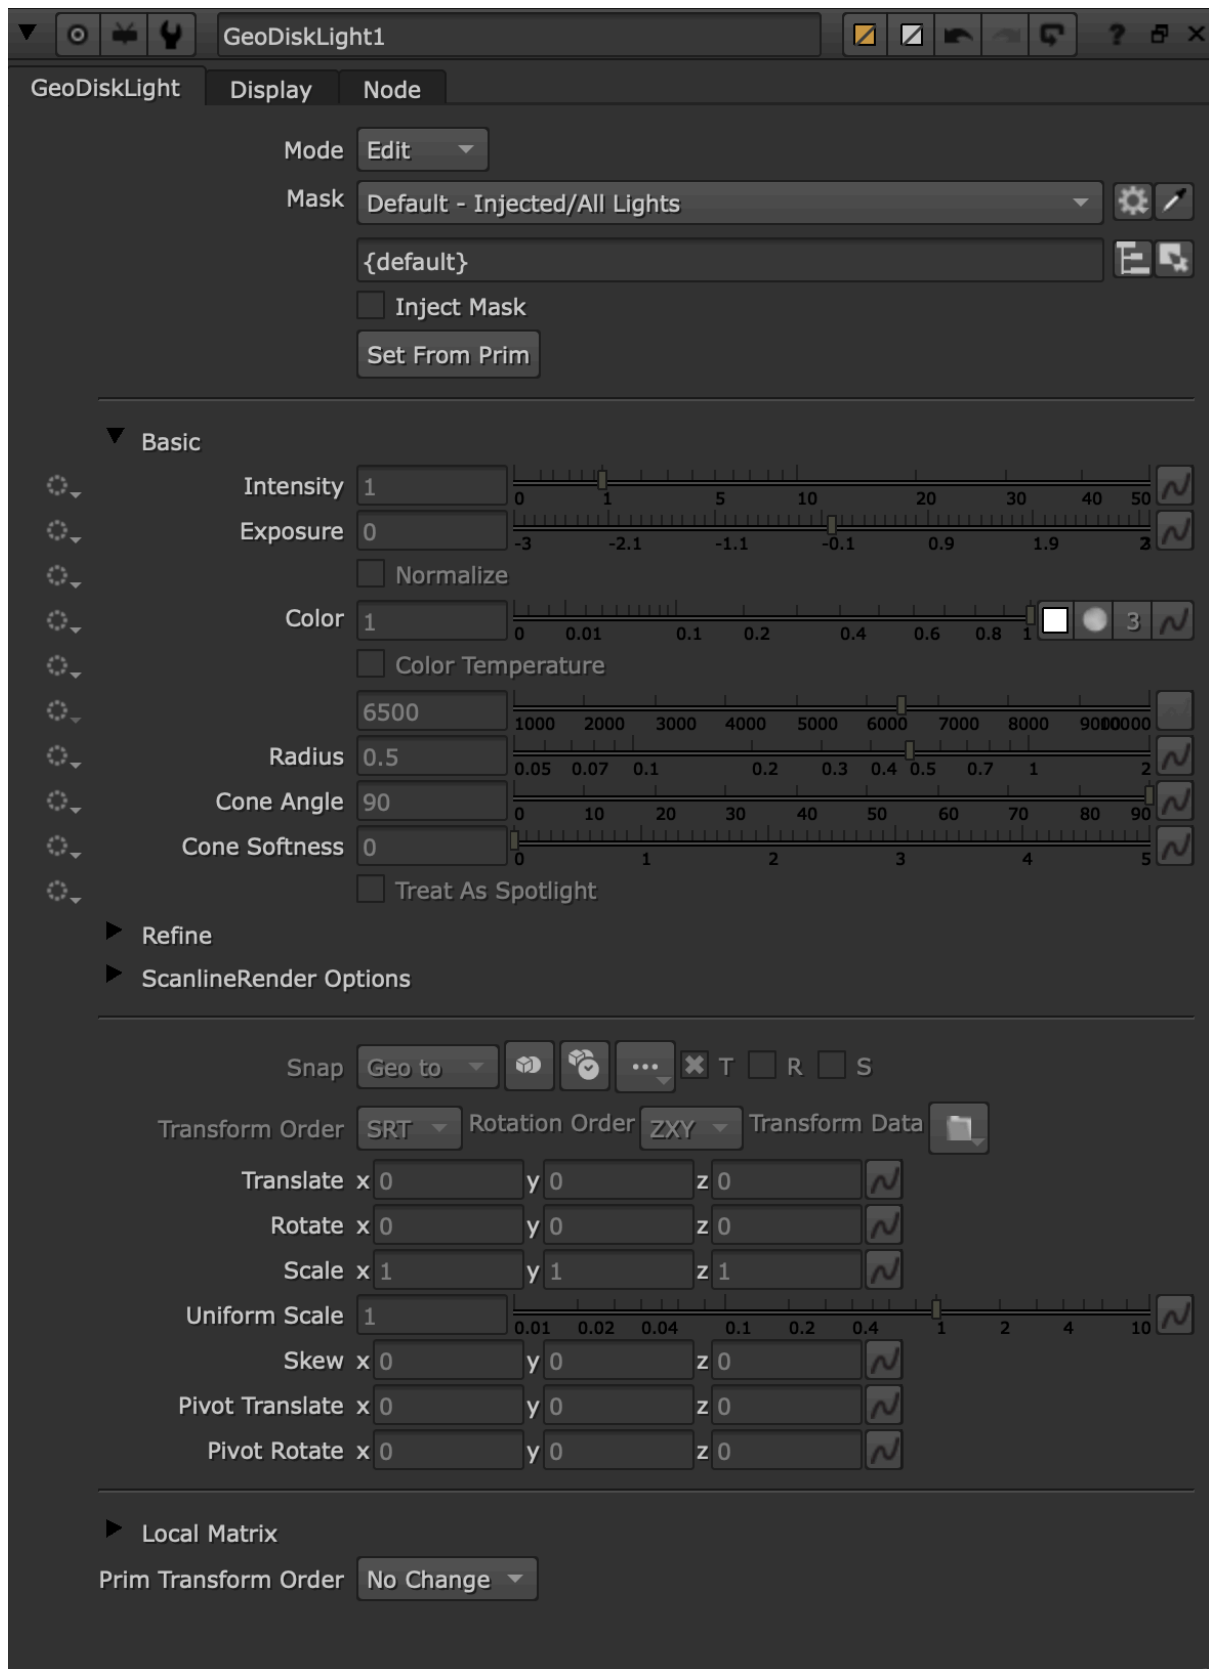 GeoDiskLight1 ?
GeoDiskLight Display Node
Mode Edit
Mask Default - Injected/All Lights
{default}
Inject Mask
Set From Prim
Basic
Intensity 1 0 1 5 10 20 30 40 50
Exposure 0 -3 -2.1 -1.1 -0.1 0.9 1.9 3
Normalize
Color 1 0 0.01 0.1 0.2 0.4 0.6 0.8 1 3
Color Temperature
6500 1000 2000 3000 4000 5000 6000 7000 8000 9000 10000
Radius 0.5 0.05 0.07 0.1 0.2 0.3 0.4 0.5 0.7 1 2
Cone Angle 90 0 10 20 30 40 50 60 70 80 90
Cone Softness 0 0 1 2 3 4 5
Treat As Spotlight
Refine
ScanlineRender Options
Snap Geo to ... T R S
Transform Order SRT Rotation Order ZXY Transform Data
Translate x 0 y 0 z 0
Rotate x 0 y 0 z 0
Scale x 1 y 1 z 1
Uniform Scale 1 0.01 0.02 0.04 0.1 0.2 0.4 1 2 4 10
Skew x 0 y 0 z 0
Pivot Translate x 0 y 0 z 0
Pivot Rotate x 0 y 0 z 0
Local Matrix
Prim Transform Order No Change